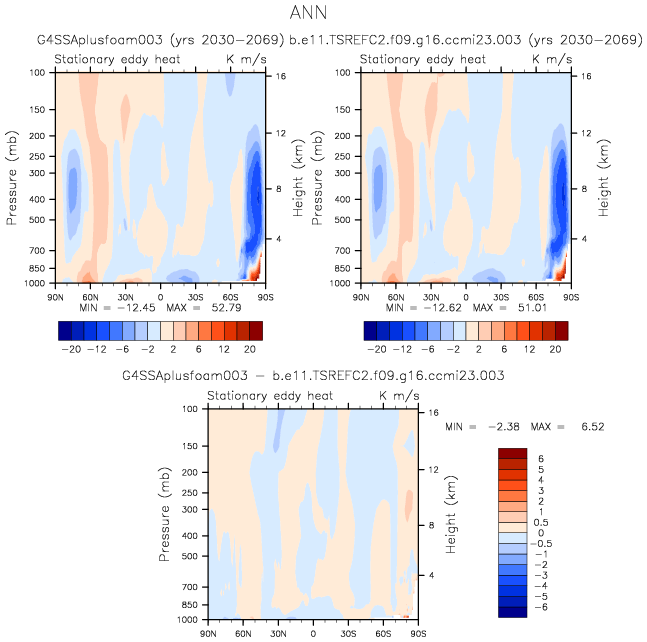 ANN
G4SSAplusfoam003 (yrs 2030−2069) b.e11.TSREFC2.f09.g16.ccmi23.003 (yrs 2030−2069)
Stationary eddy heat K m/s Stationary eddy heat K m/s
Pressure (mb) Height (km) Pressure (mb) Height (km)
100 16 100 16
150 150
200 12 200 12
250 250
300 8 300 8
400 400
500 500
700 4 700 4
850 850
1000 1000
90N 60N 30N 0 30S 60S 90S 90N 60N 30N 0 30S 60S 90S
MIN = −12.45 MAX = 52.79 MIN = −12.62 MAX = 51.01
−20 −12 −6 −2 2 6 12 20 −20 −12 −6 −2 2 6 12 20
G4SSAplusfoam003 − b.e11.TSREFC2.f09.g16.ccmi23.003
Stationary eddy heat K m/s
MIN = −2.38 MAX = 6.52
Pressure (mb) Height (km)
100 16
150
200 12
250
300
400 8
500
700 4
850
1000
90N 60N 30N 0 30S 60S 90S
6
5
4
3
2
1
0.5
0
−0.5
−1
−2
−3
−4
−5
−6